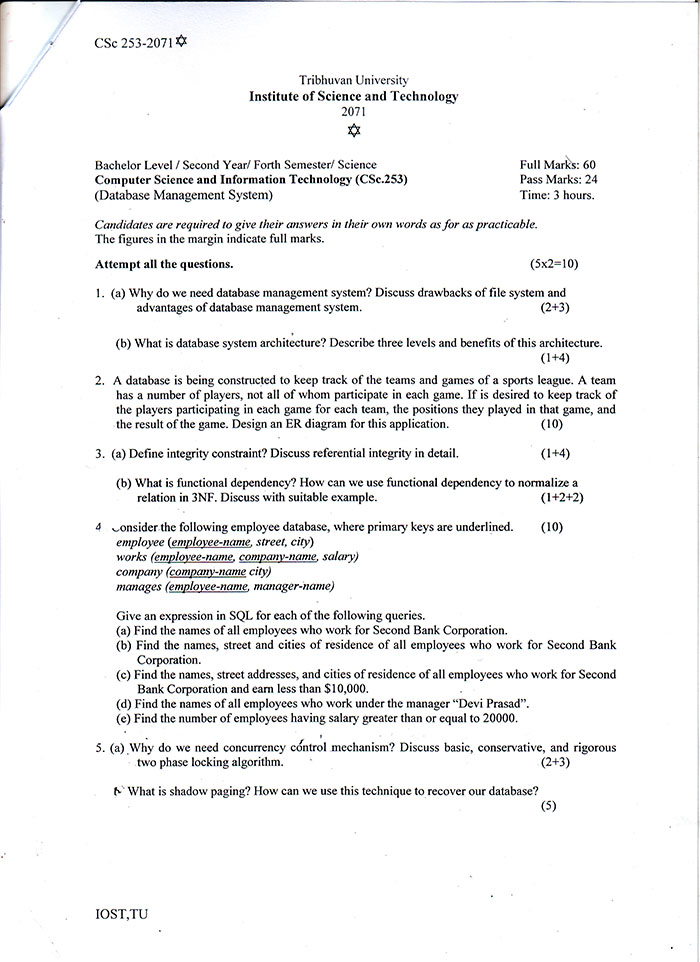 CSc 253-2071✡
Tribhuvan University
Institute of Science and Technology
2071
✡
Bachelor Level / Second Year/ Forth Semester/ Science Full Marks: 60
Computer Science and Information Technology (CSc.253) Pass Marks: 24
(Database Management System) Time: 3 hours.
Candidates are required to give their answers in their own words as for as practicable.
The figures in the margin indicate full marks.
Attempt all the questions. (5x2=10)
1. (a) Why do we need database management system? Discuss drawbacks of file system and
advantages of database management system. (2+3)
(b) What is database system architecture? Describe three levels and benefits of this architecture.
(1+4)
2. A database is being constructed to keep track of the teams and games of a sports league. A team
has a number of players, not all of whom participate in each game. If is desired to keep track of
the players participating in each game for each team, the positions they played in that game, and
the result of the game. Design an ER diagram for this application. (10)
3. (a) Define integrity constraint? Discuss referential integrity in detail. (1+4)
(b) What is functional dependency? How can we use functional dependency to normalize a
relation in 3NF. Discuss with suitable example. (1+2+2)
4 onsider the following employee database, where primary keys are underlined. (10)
employee (employee-name, street, city)
works (employee-name, company-name, salary)
company (company-name city)
manages (employee-name, manager-name)
Give an expression in SQL for each of the following queries.
(a) Find the names of all employees who work for Second Bank Corporation.
(b) Find the names, street and cities of residence of all employees who work for Second Bank
Corporation.
(c) Find the names, street addresses, and cities of residence of all employees who work for Second
Bank Corporation and earn less than $10,000.
(d) Find the names of all employees who work under the manager “Devi Prasad”.
(e) Find the number of employees having salary greater than or equal to 20000.
5. (a) Why do we need concurrency control mechanism? Discuss basic, conservative, and rigorous
two phase locking algorithm. (2+3)
What is shadow paging? How can we use this technique to recover our database?
(5)
IOST,TU